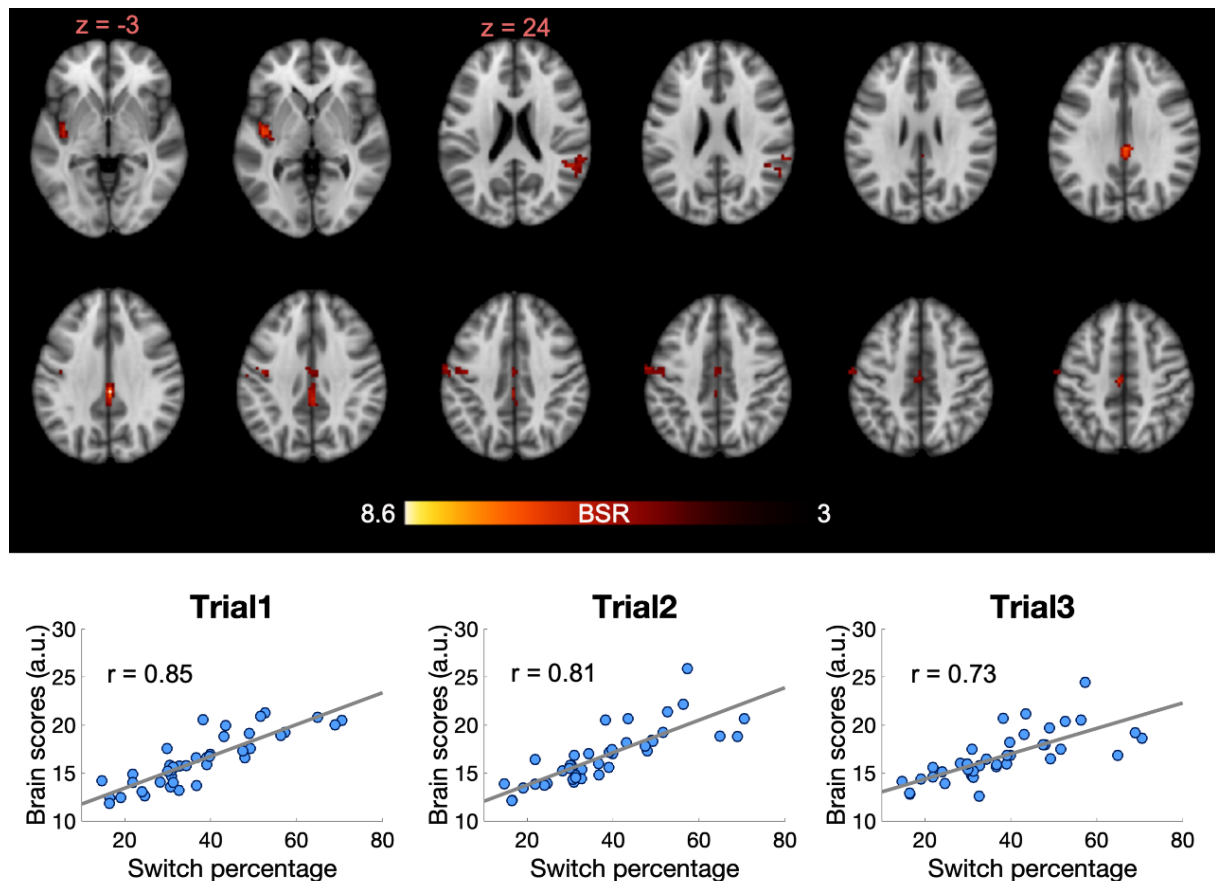 z = -3
z = 24
8.6 BSR 3
Trial1
Trial2
Trial3
Brain scores (a.u.)
30
25
20
15
10
r = 0.85
20 40 60 80
Switch percentage
Brain scores (a.u.)
30
25
20
15
10
r = 0.81
20 40 60 80
Switch percentage
Brain scores (a.u.)
30
25
20
15
10
r = 0.73
20 40 60 80
Switch percentage